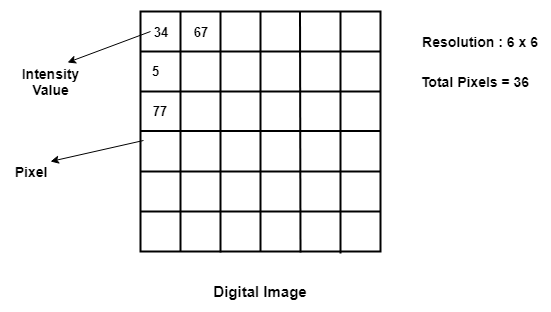 34 67
Resolution : 6 x 6
5
Intensity
Value
Total Pixels = 36
77
Pixel
Digital Image